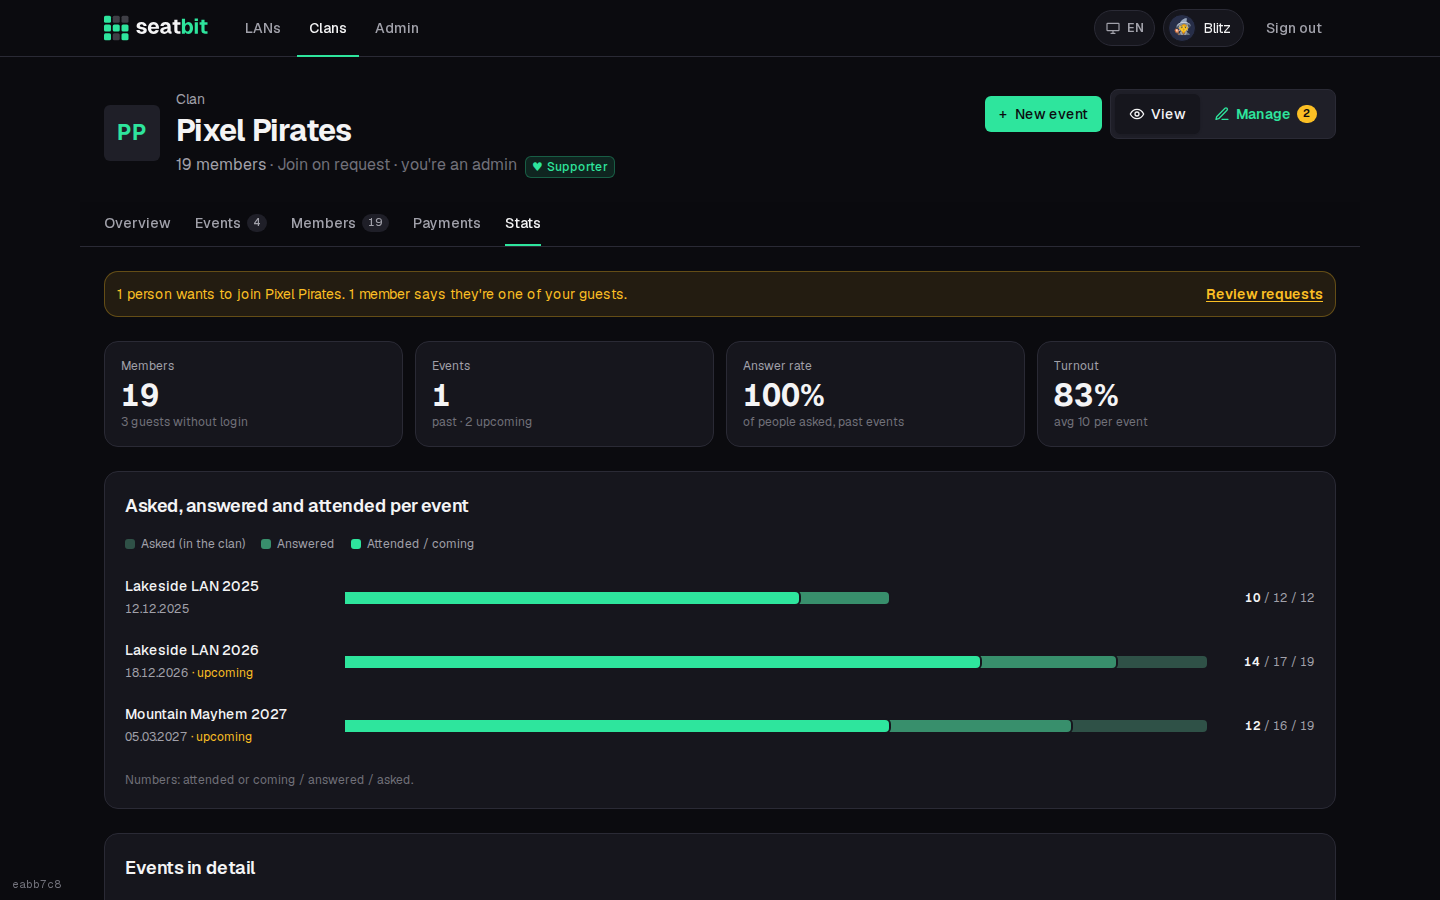 seatbit
LANs
Clans
Admin
EN
Blitz
Sign out
PP
Clan
Pixel Pirates
19 members · Join on request · you're an admin
♥ Supporter
+ New event
View
Manage 2
Overview
Events 4
Members 19
Payments
Stats
1 person wants to join Pixel Pirates. 1 member says they're one of your guests.
Review requests
Members
19
3 guests without login
Events
1
past · 2 upcoming
Answer rate
100%
of people asked, past events
Turnout
83%
avg 10 per event
Asked, answered and attended per event
Asked (in the clan)
Answered
Attended / coming
Lakeside LAN 2025
12.12.2025
10 / 12 / 12
Lakeside LAN 2026
18.12.2026 · upcoming
14 / 17 / 19
Mountain Mayhem 2027
05.03.2027 · upcoming
12 / 16 / 19
Numbers: attended or coming / answered / asked.
Events in detail
eabb7c8